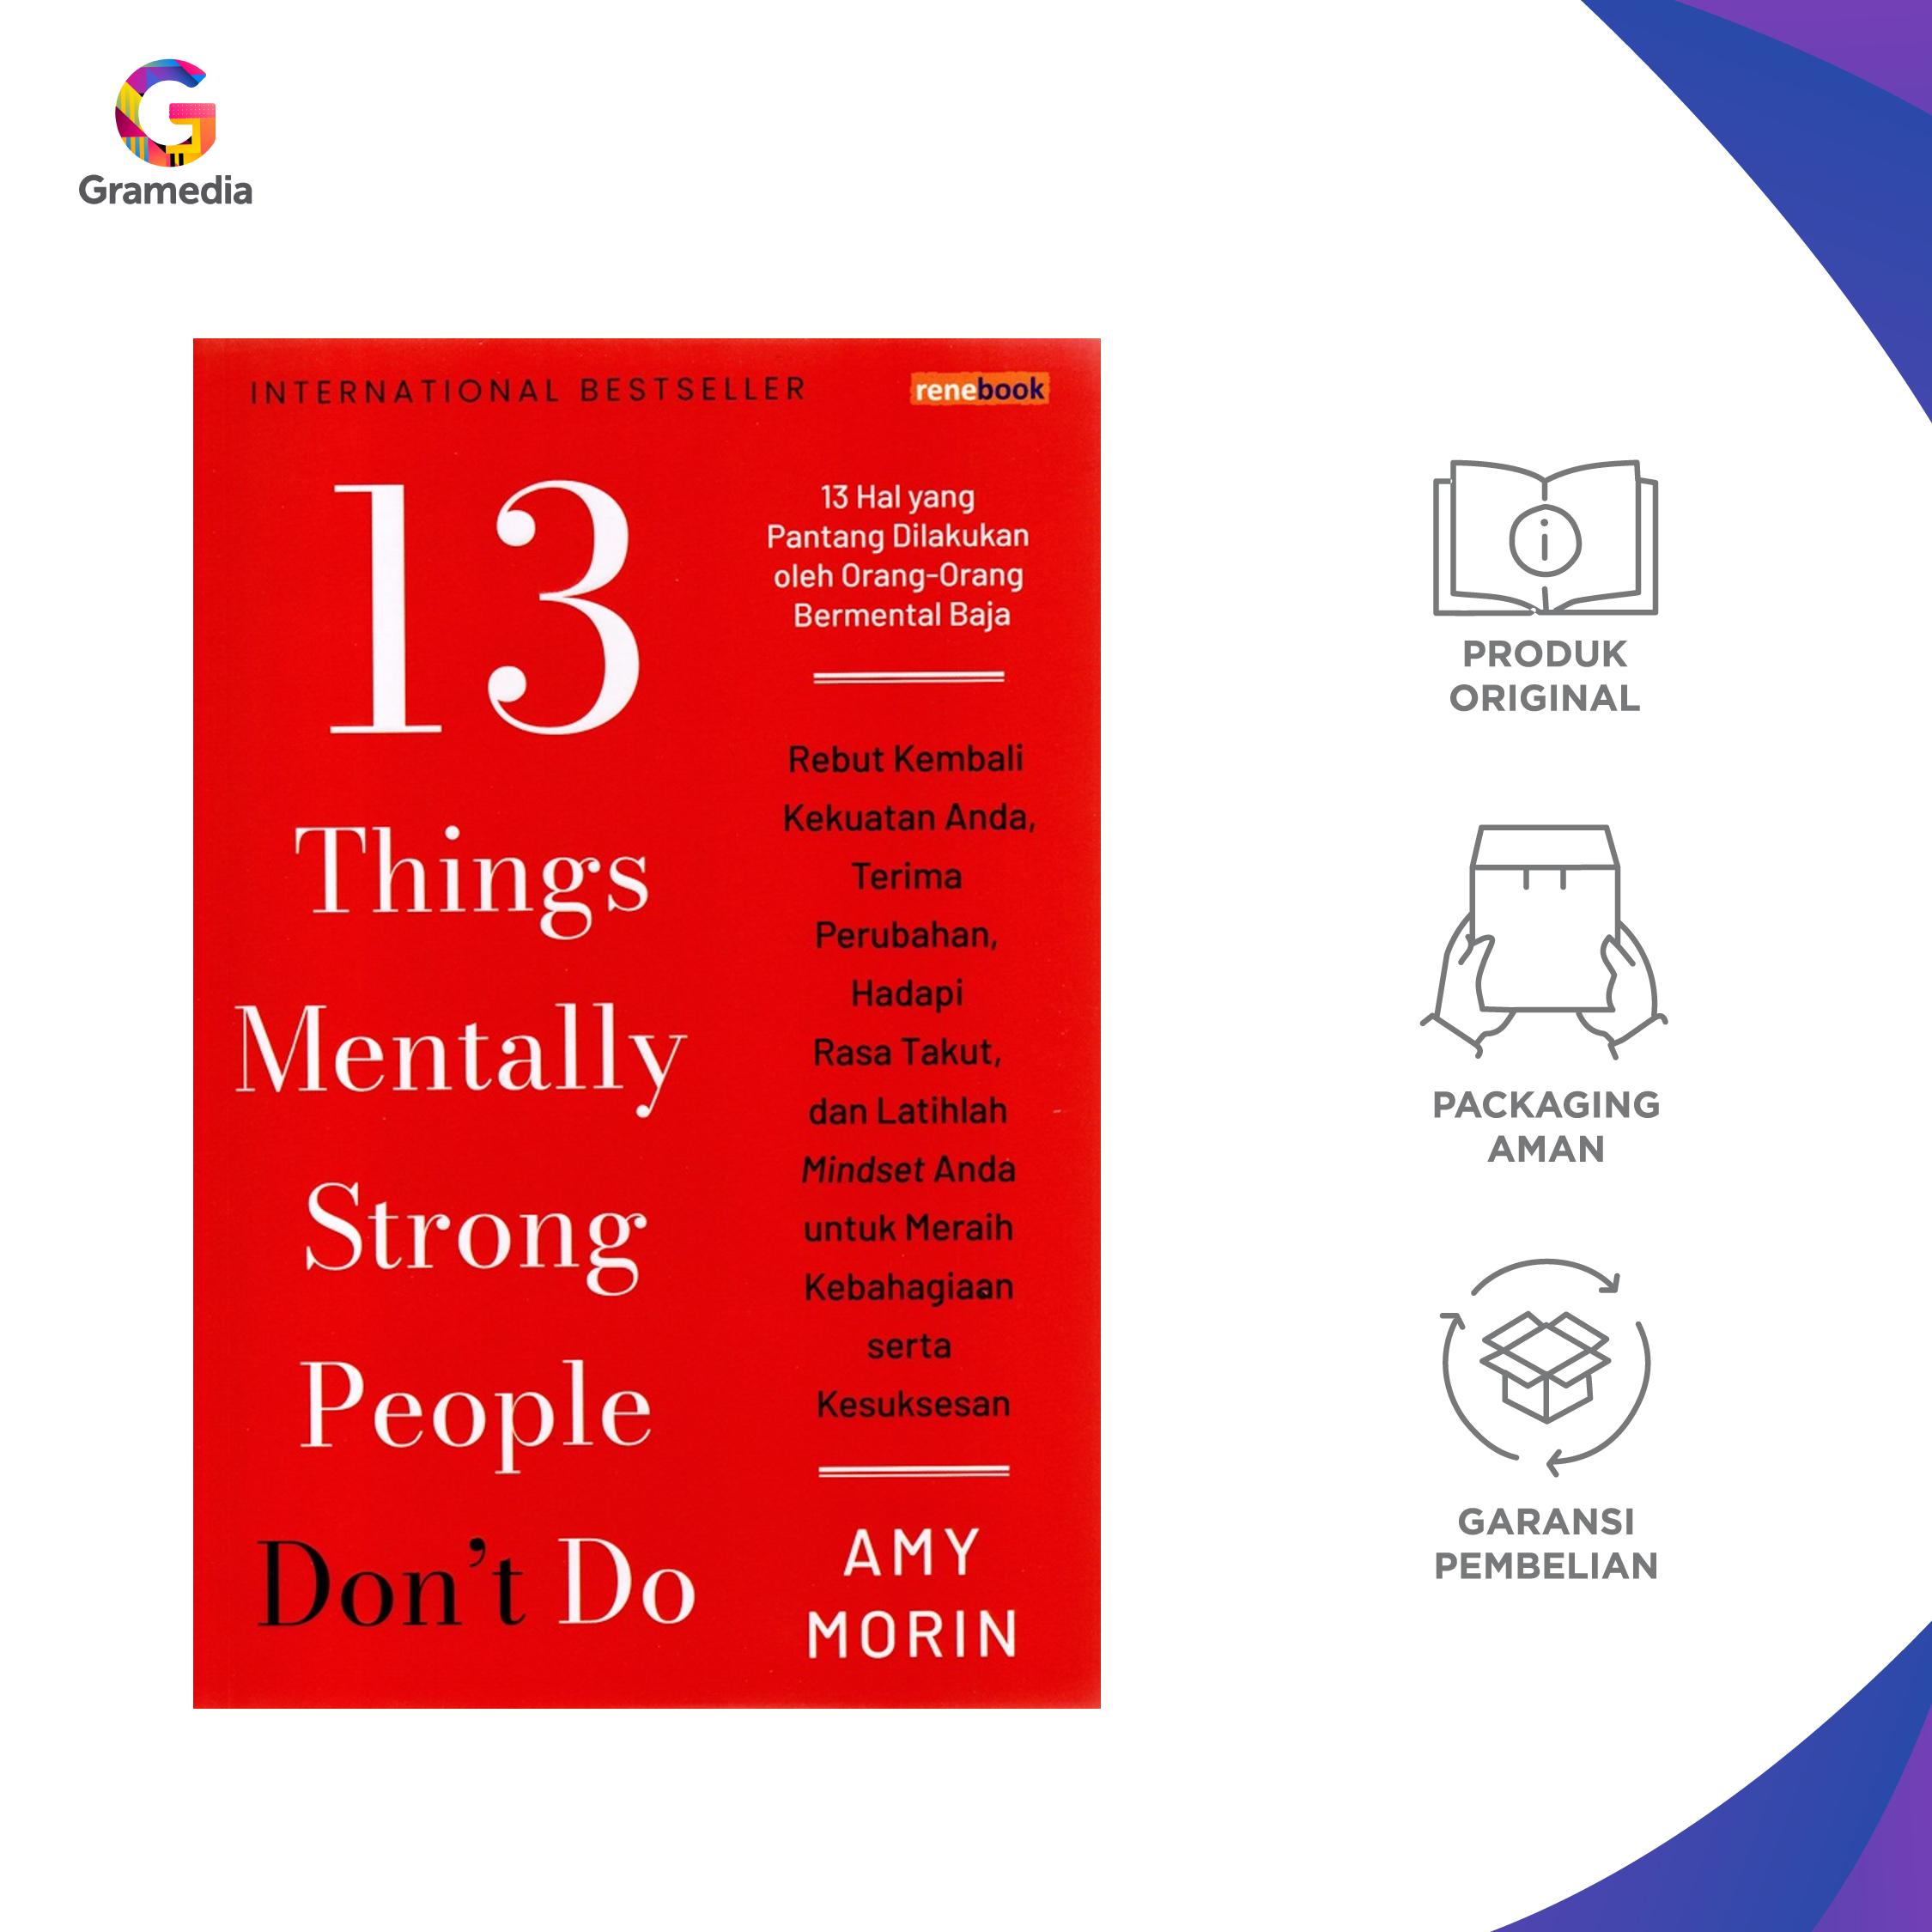 Gramedia
INTERNATIONAL BESTSELLER
renebook
13
Things
Mentally
Strong
People
Don't Do
13 Hal yang
Pantang Dilakukan
oleh Orang-Orang
Bermental Baja
Rebut Kembali
Kekuatan Anda,
Terima
Perubahan,
Hadapi
Rasa Takut,
dan Latihlah
Mindset Anda
untuk Meraih
Kebahagiaan
serta
Kesuksesan
AMY
MORIN
PRODUK
ORIGINAL
PACKAGING
AMAN
GARANSI
PEMBELIAN